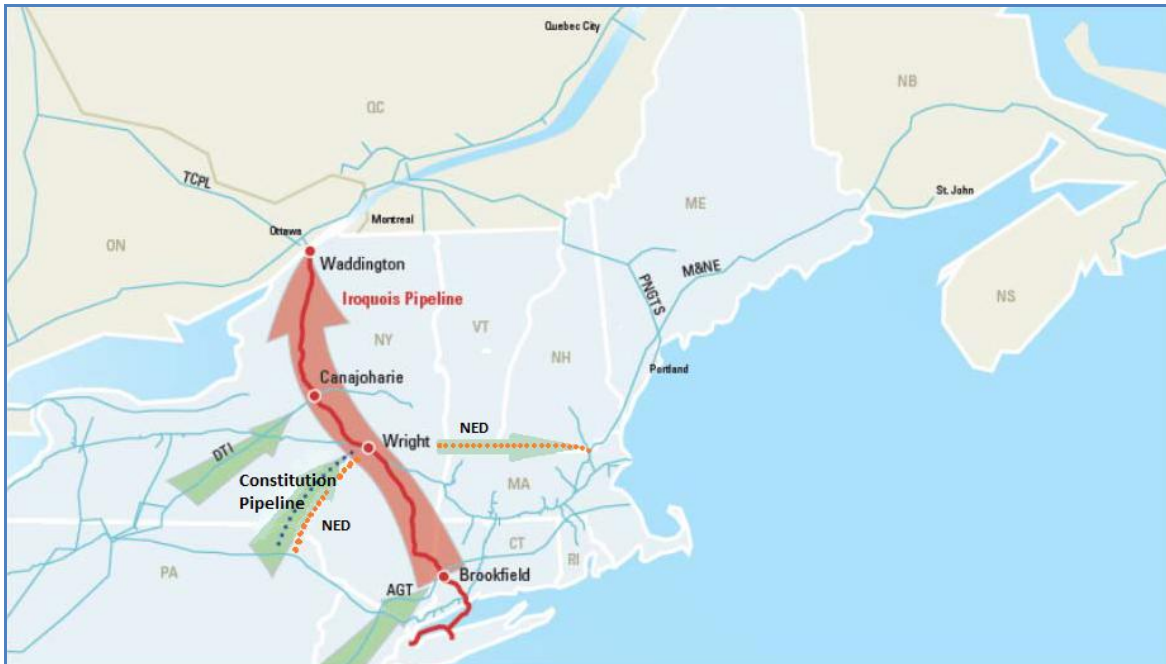 Quebec City
NB
QC
TCPL
St. John
ME
Montreal
Ottawa
ON
Waddington
M&NE
PNGTS
Iroquois Pipeline
NS
VT
NY
NH
Portland
Canajoharie
NED
Wright
DTI
Constitution
Pipeline
MA
NED
CT
RI
PA
Brookfield
AGT